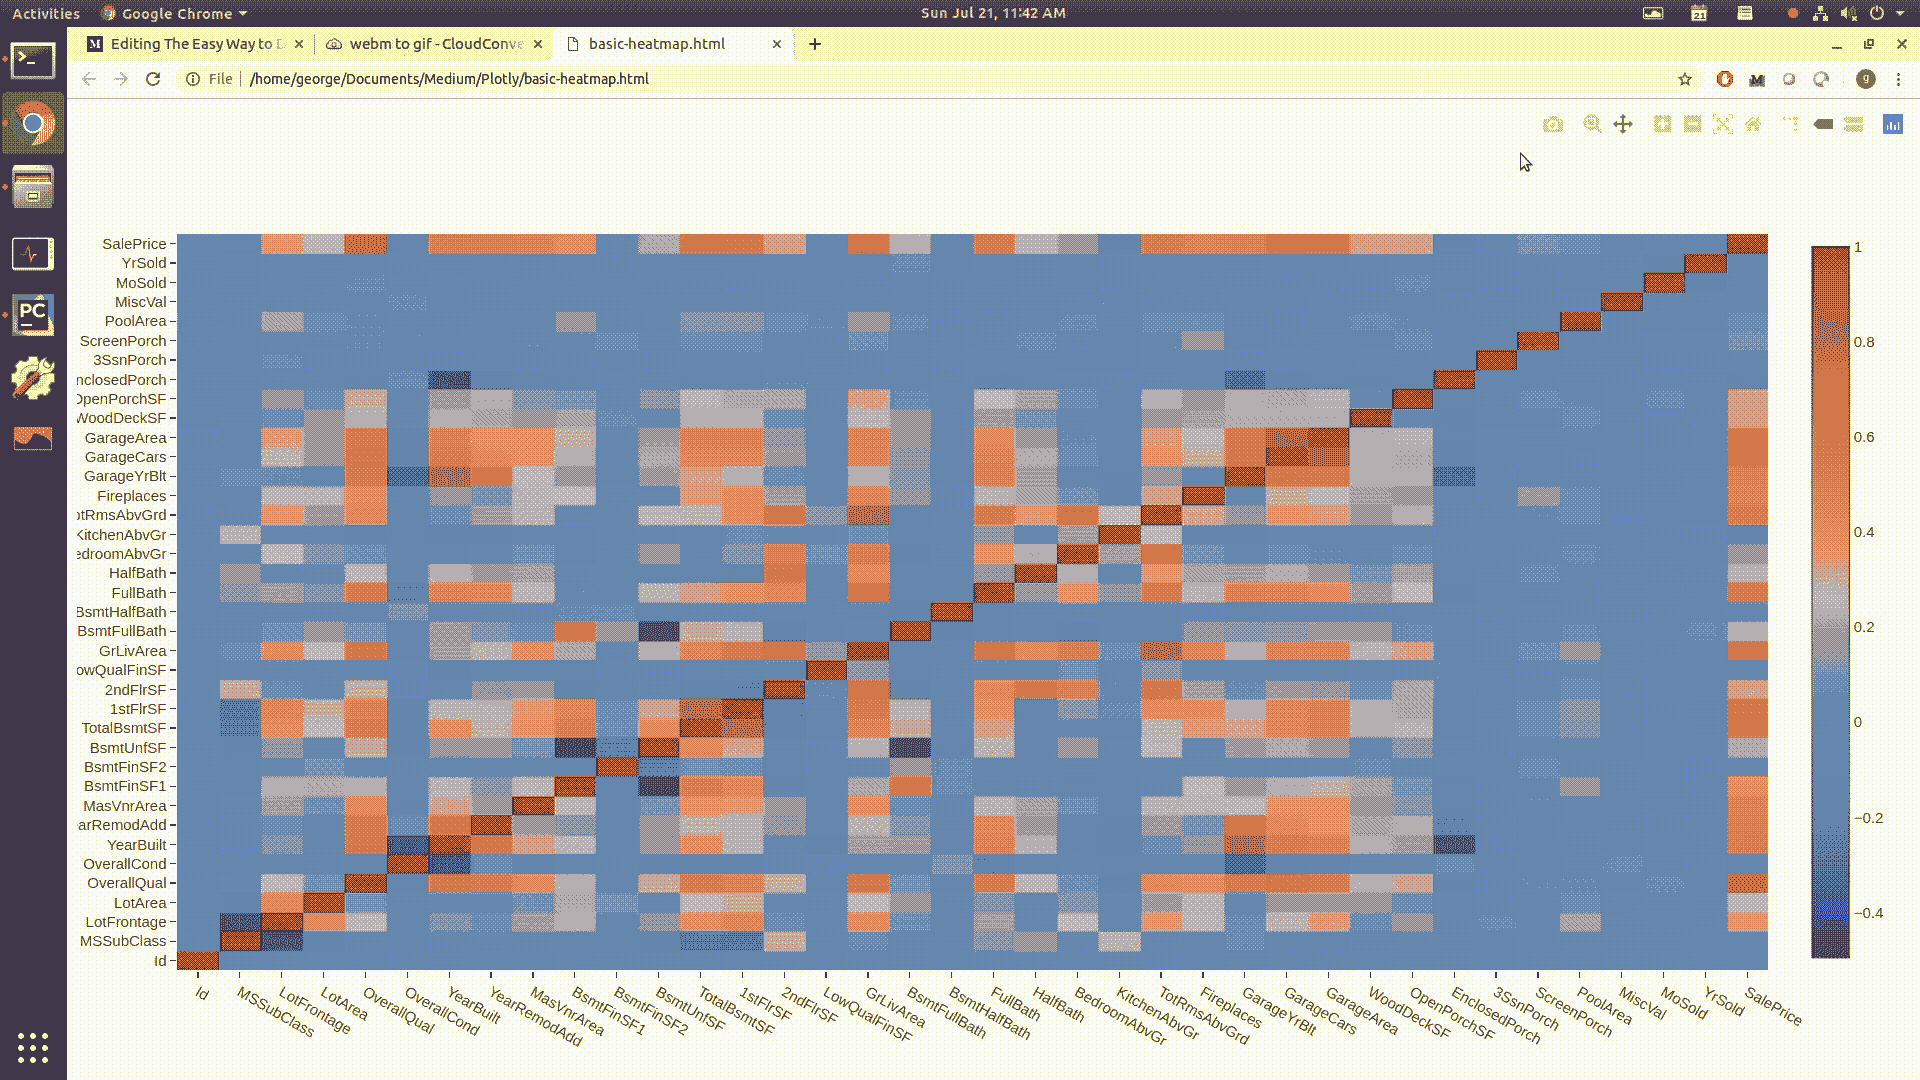 Activities Google Chrome Sun Jul 21, 11:42 AM 21
Editing The Easy Way to webm to gif - CloudConve basic-heatmap.html
File /home/george/Documents/Medium/Plotly/basic-heatmap.html g
PC
SalePrice
YrSold
MoSold
MiscVal
PoolArea
ScreenPorch
3SsnPorch
nclosedPorch
OpenPorchSF
WoodDeckSF
GarageArea
GarageCars
GarageYrBlt
Fireplaces
otRmsAbvGrd
KitchenAbvGr
edroomAbvGr
HalfBath
FullBath
BsmtHalfBath
BsmtFullBath
GrLivArea
owQualFinSF
2ndFlrSF
1stFlrSF
TotalBsmtSF
BsmtUnfSF
BsmtFinSF2
BsmtFinSF1
MasVnrArea
arRemodAdd
YearBuilt
OverallCond
OverallQual
LotArea
LotFrontage
MSSubClass
Id
1
0.8
0.6
0.4
0.2
0
−0.2
−0.4
Id
MSSubClass
LotFrontage
LotArea
OverallQual
OverallCond
YearBuilt
YearRemodAdd
MasVnrArea
BsmtFinSF1
BsmtFinSF2
BsmtUnfSF
TotalBsmtSF
1stFlrSF
2ndFlrSF
LowQualFinSF
GrLivArea
BsmtFullBath
BsmtHalfBath
FullBath
HalfBath
BedroomAbvGr
KitchenAbvGr
TotRmsAbvGrd
Fireplaces
GarageYrBlt
GarageCars
GarageArea
WoodDeckSF
OpenPorchSF
EnclosedPorch
3SsnPorch
ScreenPorch
PoolArea
MiscVal
MoSold
YrSold
SalePrice